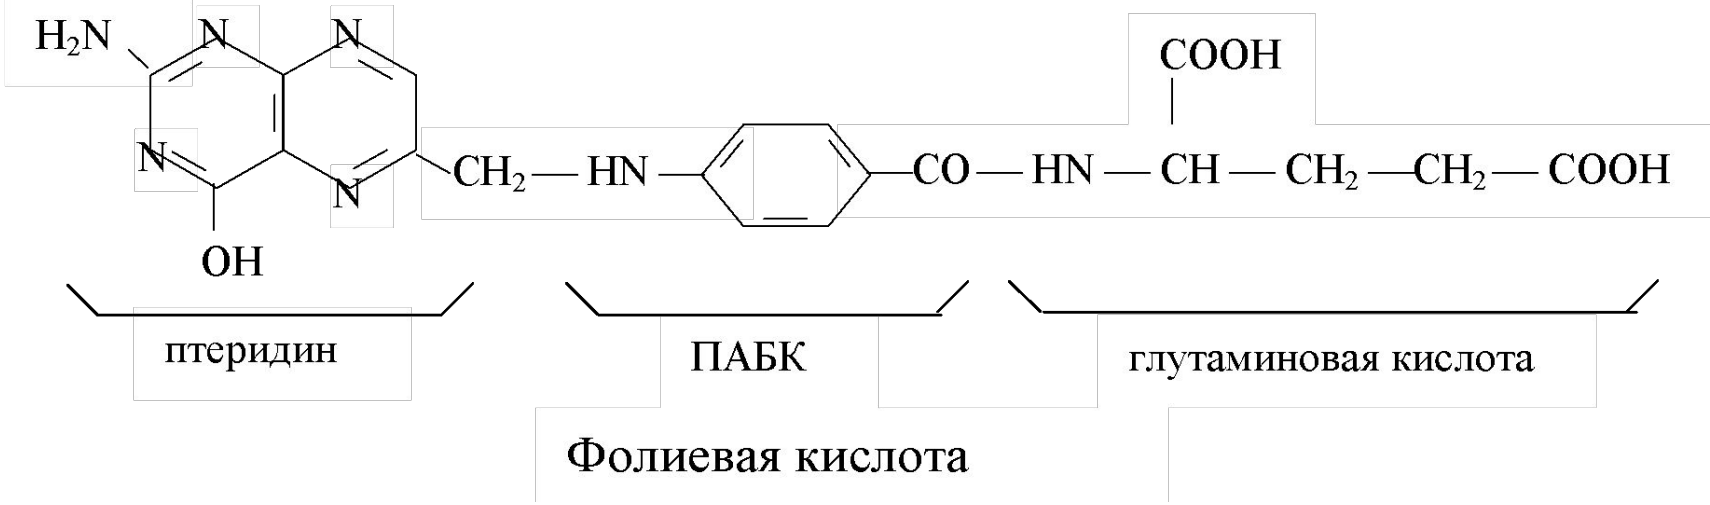 H₂N N N COOH
N N CH₂ — HN CO — HN — CH — CH₂ — CH₂ — COOH
OH
птеридин ПАБК глутаминовая кислота
Фолиевая кислота